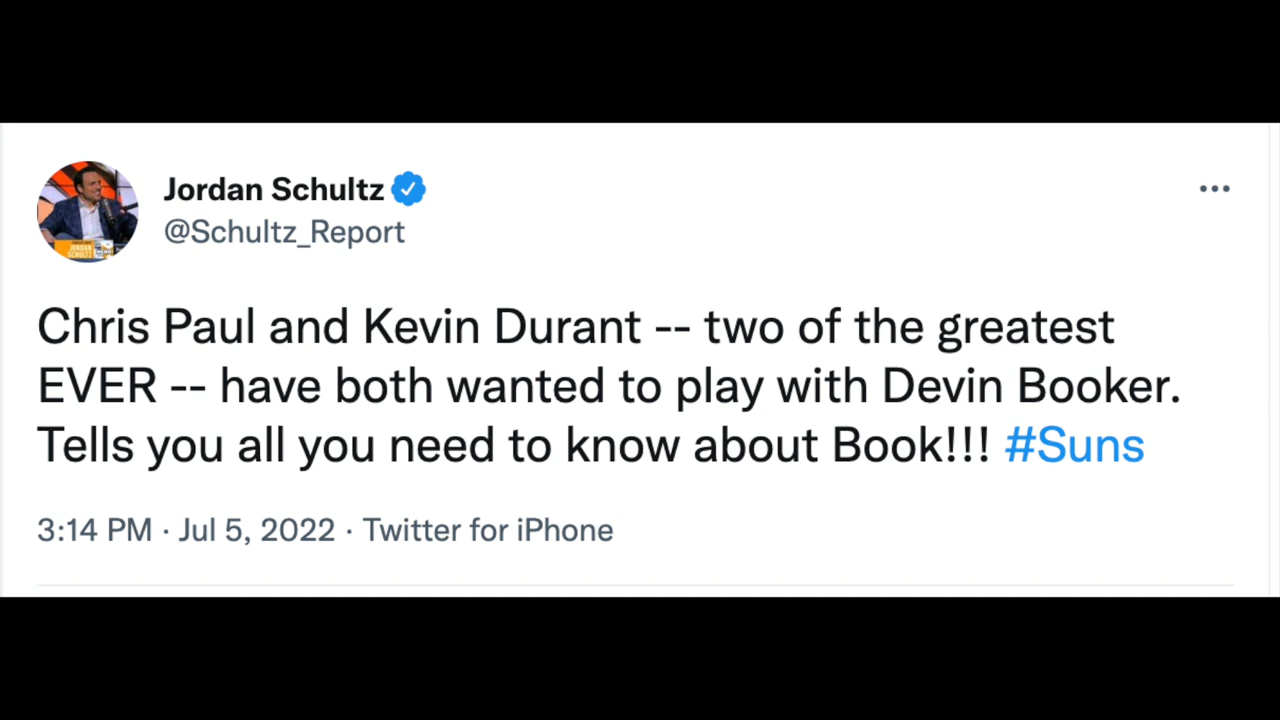 Jordan Schultz
@Schultz_Report
Chris Paul and Kevin Durant -- two of the greatest
EVER -- have both wanted to play with Devin Booker.
Tells you all you need to know about Book!!! #Suns
3:14 PM · Jul 5, 2022 · Twitter for iPhone
JORDAN
SCHULTZ